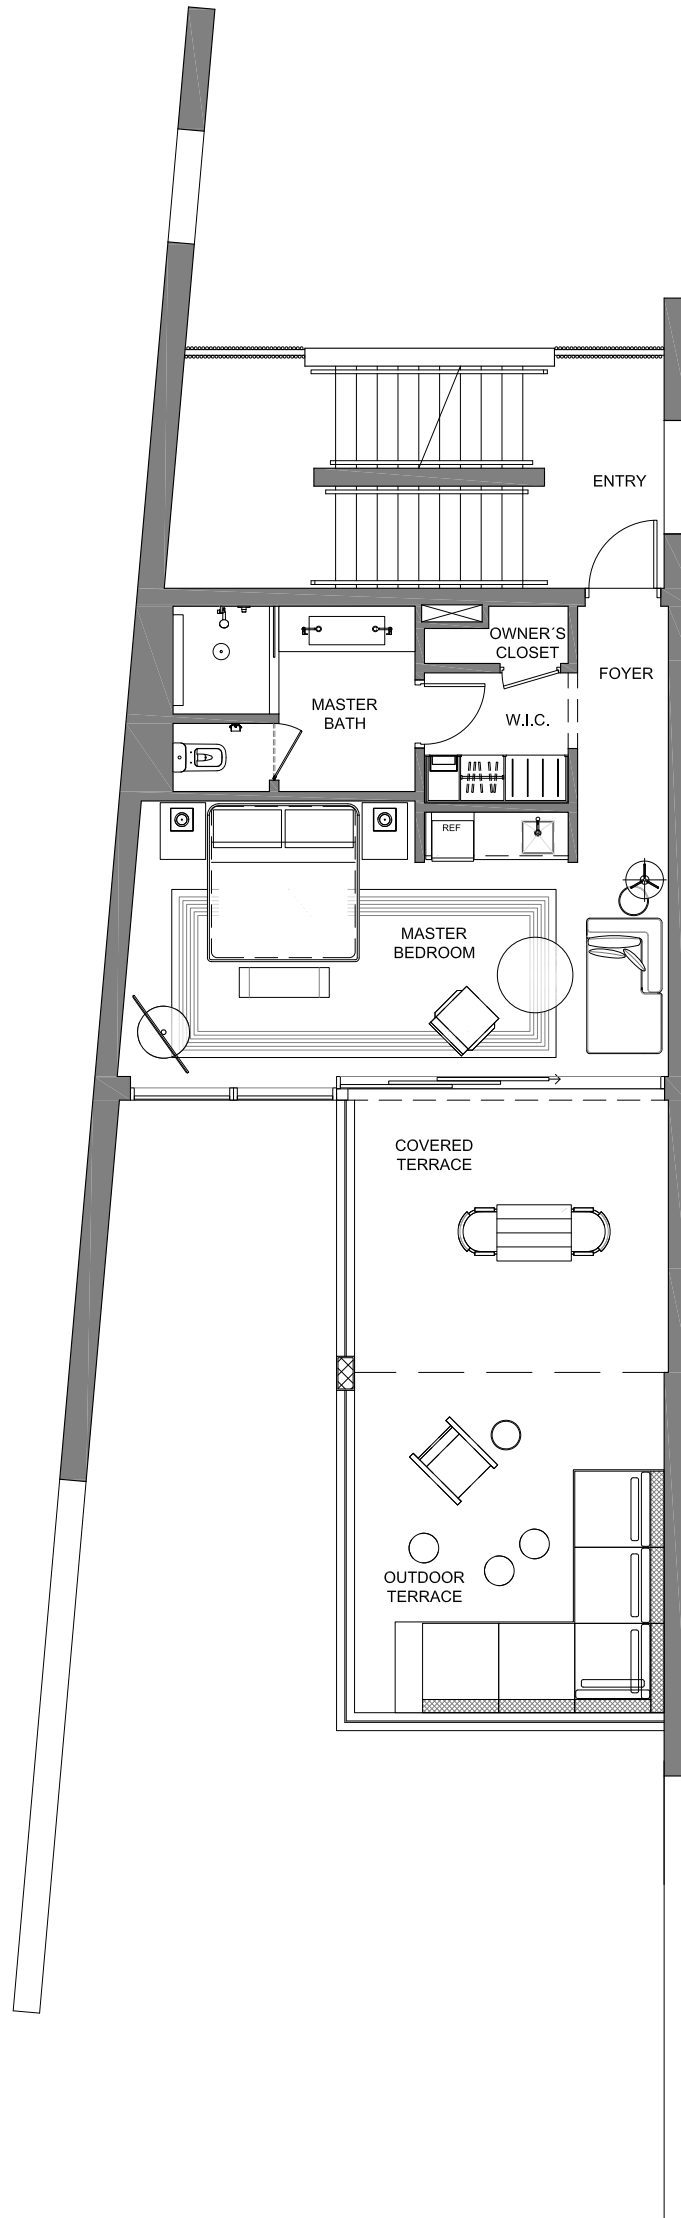 ENTRY
OWNER´S
CLOSET
FOYER
MASTER
BATH
W.I.C.
REF
MASTER
BEDROOM
COVERED
TERRACE
OUTDOOR
TERRACE